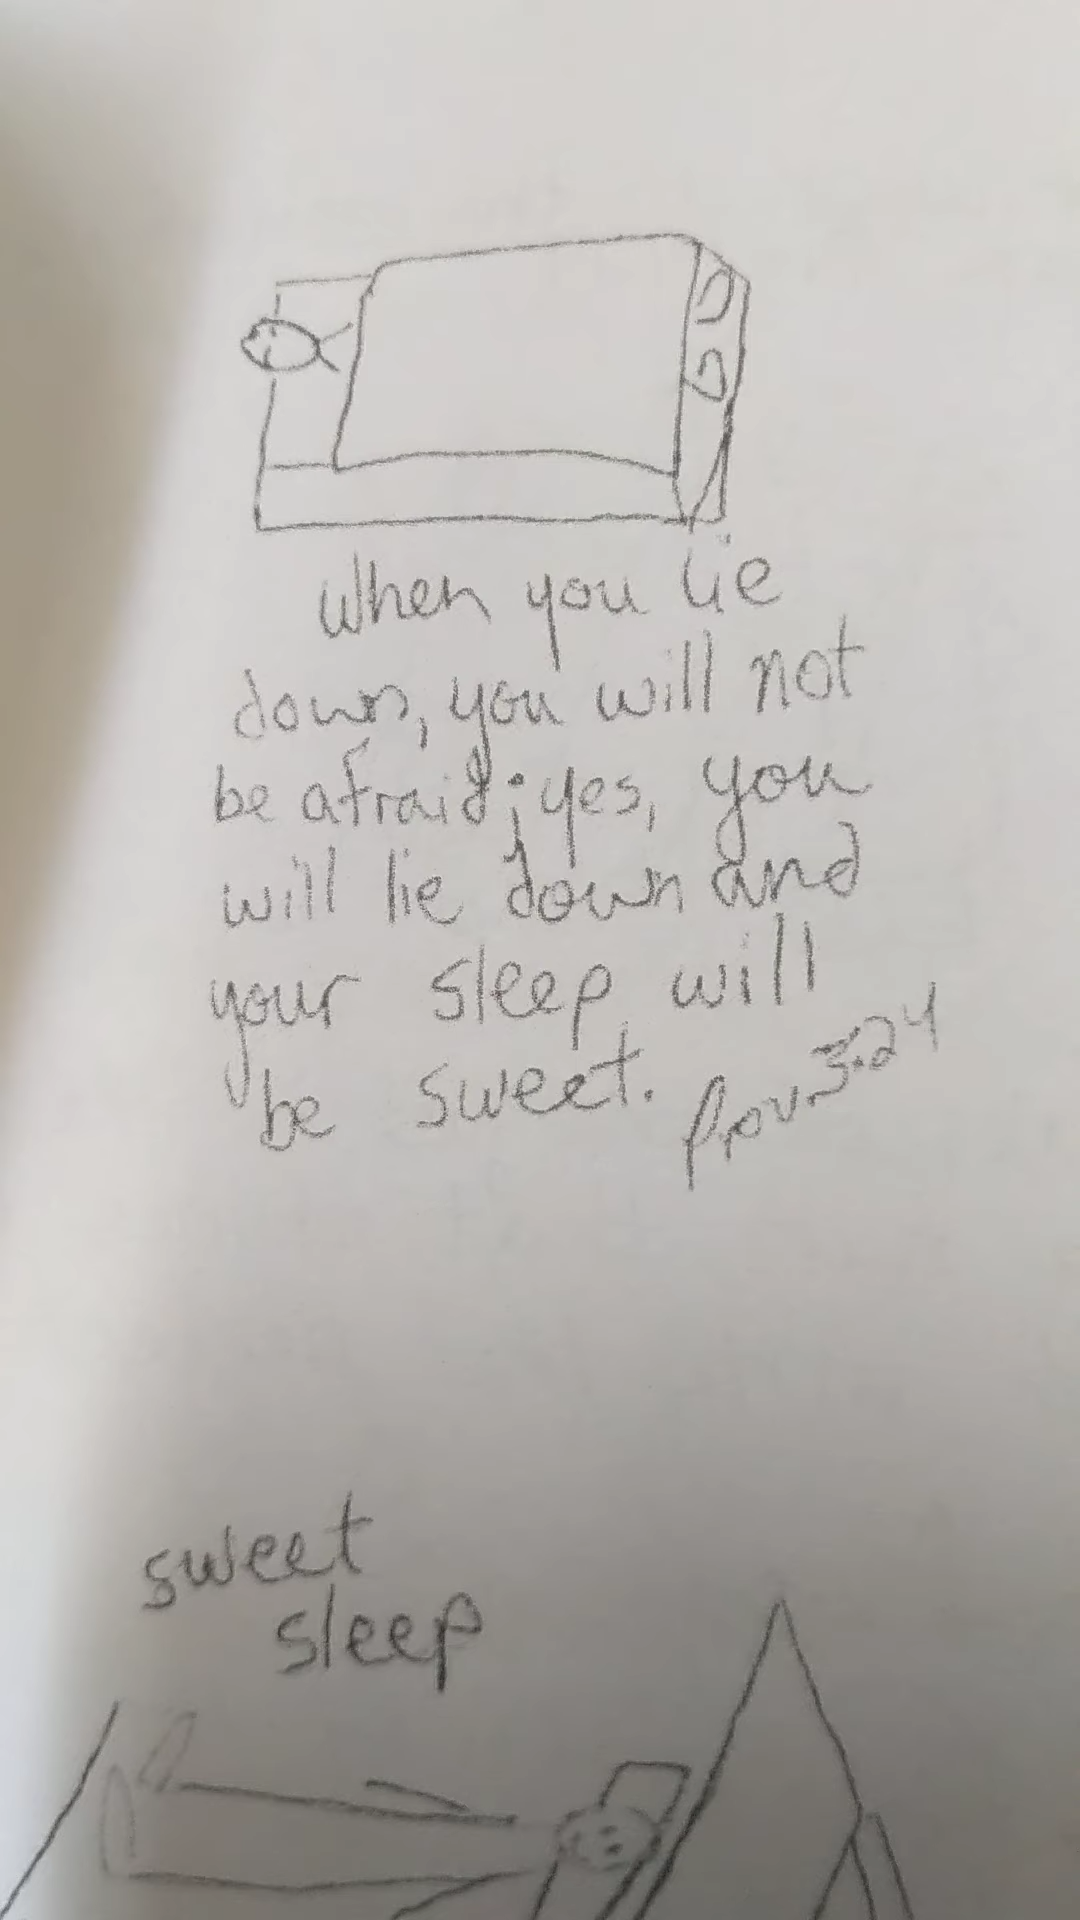 When you lie
down, you will not
be afraid; yes, you
will lie down and
your sleep will
be sweet. Prov. 3:24
sweet
sleep